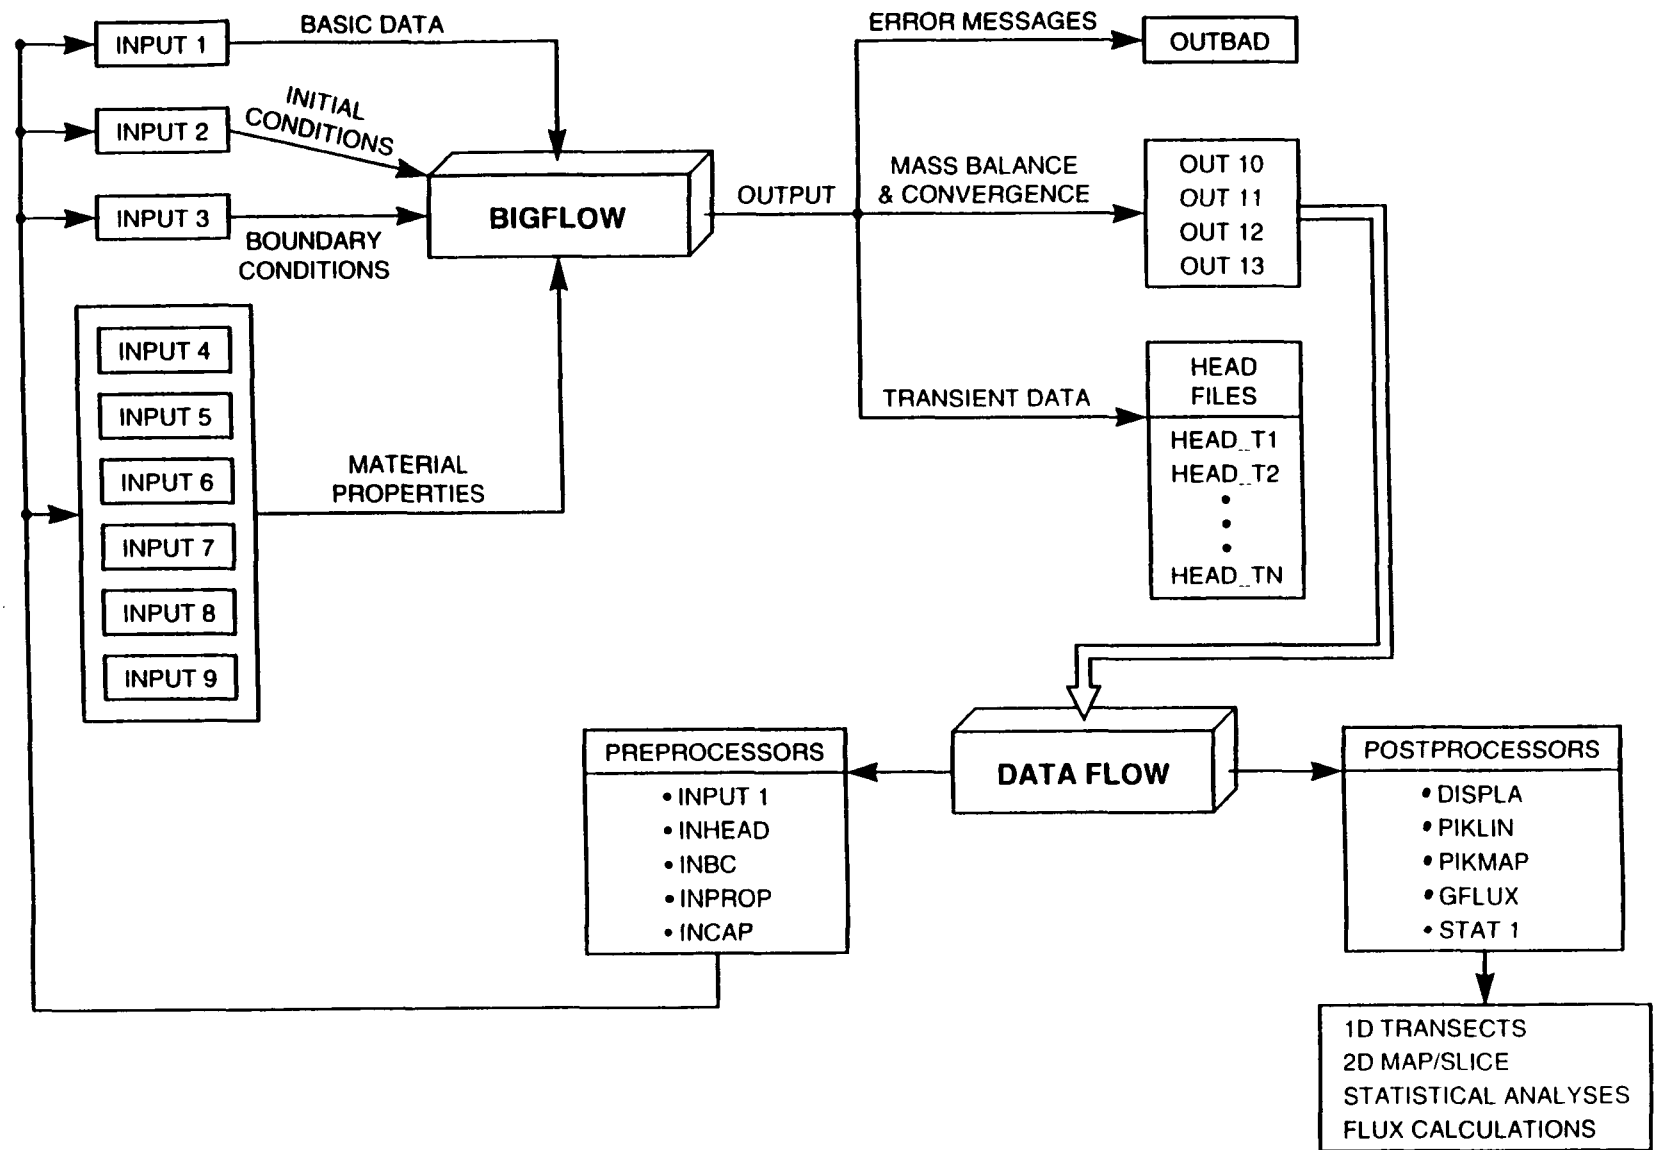 INPUT 1
BASIC DATA
INPUT 2
INITIAL
CONDITIONS
INPUT 3
BOUNDARY
CONDITIONS
BIGFLOW
INPUT 4
INPUT 5
INPUT 6
INPUT 7
INPUT 8
INPUT 9
MATERIAL
PROPERTIES
OUTPUT
ERROR MESSAGES
OUTBAD
MASS BALANCE
& CONVERGENCE
OUT 10
OUT 11
OUT 12
OUT 13
TRANSIENT DATA
HEAD
FILES
HEAD_T1
HEAD_T2
•
•
•
HEAD_TN
DATA FLOW
PREPROCESSORS
• INPUT 1
• INHEAD
• INBC
• INPROP
• INCAP
POSTPROCESSORS
• DISPLA
• PIKLIN
• PIKMAP
• GFLUX
• STAT 1
1D TRANSECTS
2D MAP/SLICE
STATISTICAL ANALYSES
FLUX CALCULATIONS